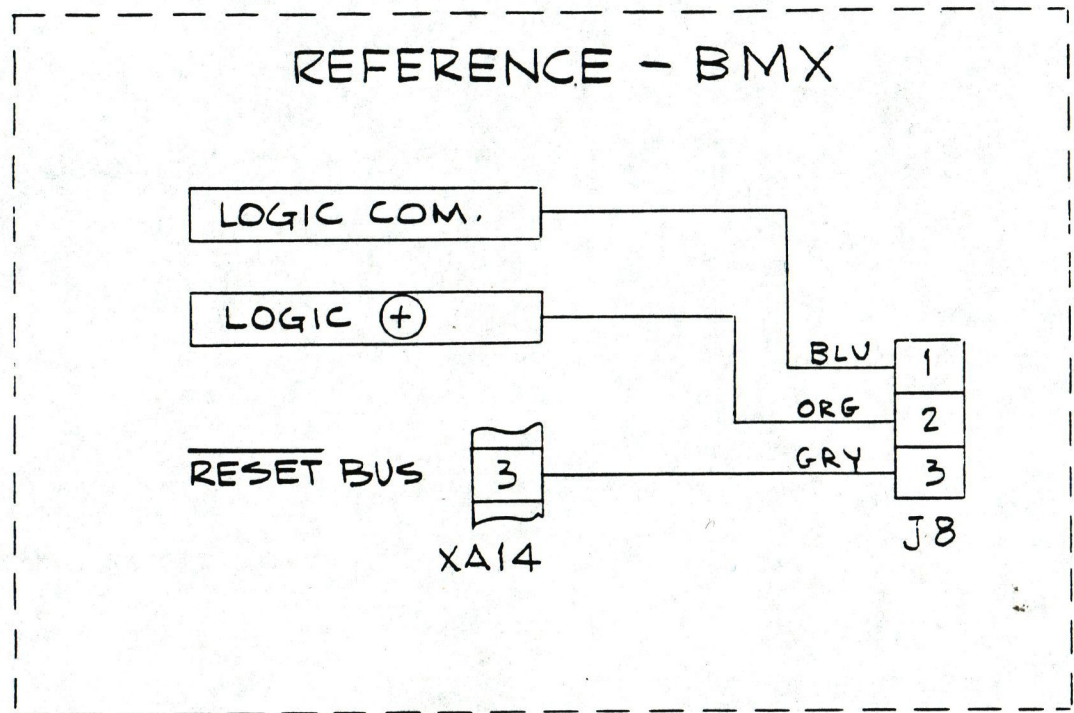 REFERENCE - BMX
LOGIC COM.
LOGIC +
BLU 1
ORG 2
RESET BUS 3 GRY 3
J8
XA14